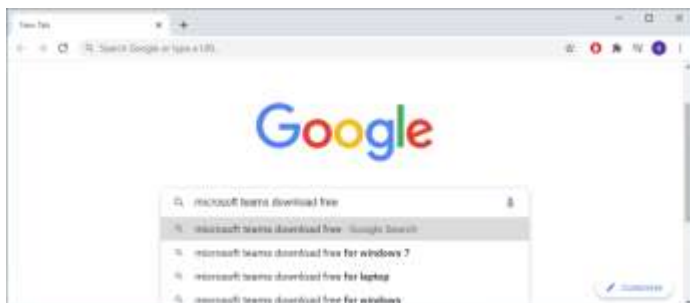 New Tab
Search Google or type a URL
Google
microsoft teams download free
microsoft teams download free - Google Search
microsoft teams download free for windows 7
microsoft teams download free for laptop
microsoft teams download free for windows
Customise